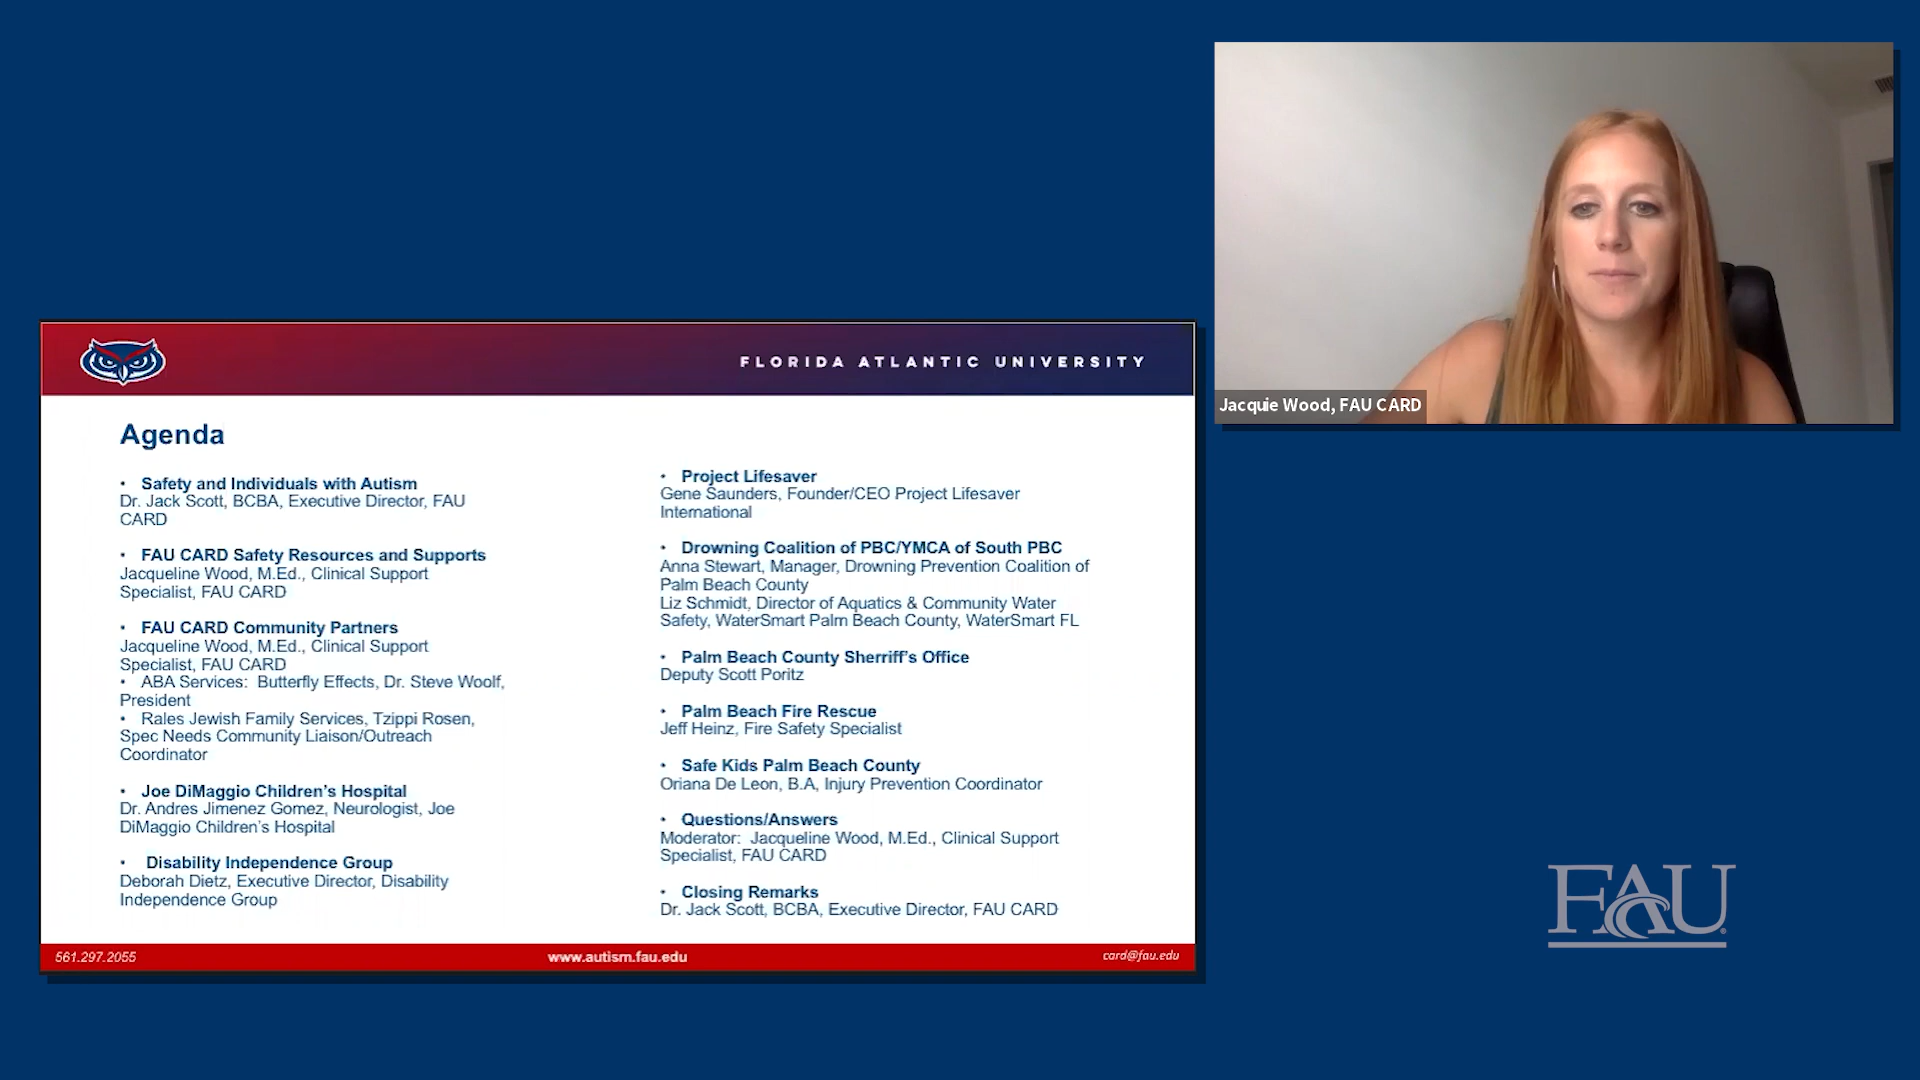 FLORIDA ATLANTIC UNIVERSITY
Agenda
• Safety and Individuals with Autism
Dr. Jack Scott, BCBA, Executive Director, FAU
CARD
• FAU CARD Safety Resources and Supports
Jacqueline Wood, M.Ed., Clinical Support
Specialist, FAU CARD
• FAU CARD Community Partners
Jacqueline Wood, M.Ed., Clinical Support
Specialist, FAU CARD
• ABA Services: Butterfly Effects, Dr. Steve Woolf,
President
• Rales Jewish Family Services, Tzippi Rosen,
Spec Needs Community Liaison/Outreach
Coordinator
• Joe DiMaggio Children's Hospital
Dr. Andres Jimenez Gomez, Neurologist, Joe
DiMaggio Children's Hospital
• Disability Independence Group
Deborah Dietz, Executive Director, Disability
Independence Group
• Project Lifesaver
Gene Saunders, Founder/CEO Project Lifesaver
International
• Drowning Coalition of PBC/YMCA of South PBC
Anna Stewart, Manager, Drowning Prevention Coalition of
Palm Beach County
Liz Schmidt, Director of Aquatics & Community Water
Safety, WaterSmart Palm Beach County, WaterSmart FL
• Palm Beach County Sherriff's Office
Deputy Scott Poritz
• Palm Beach Fire Rescue
Jeff Heinz, Fire Safety Specialist
• Safe Kids Palm Beach County
Oriana De Leon, B.A, Injury Prevention Coordinator
• Questions/Answers
Moderator: Jacqueline Wood, M.Ed., Clinical Support
Specialist, FAU CARD
• Closing Remarks
Dr. Jack Scott, BCBA, Executive Director, FAU CARD
561.297.2055
www.autism.fau.edu
card@fau.edu
Jacquie Wood, FAU CARD
FAU